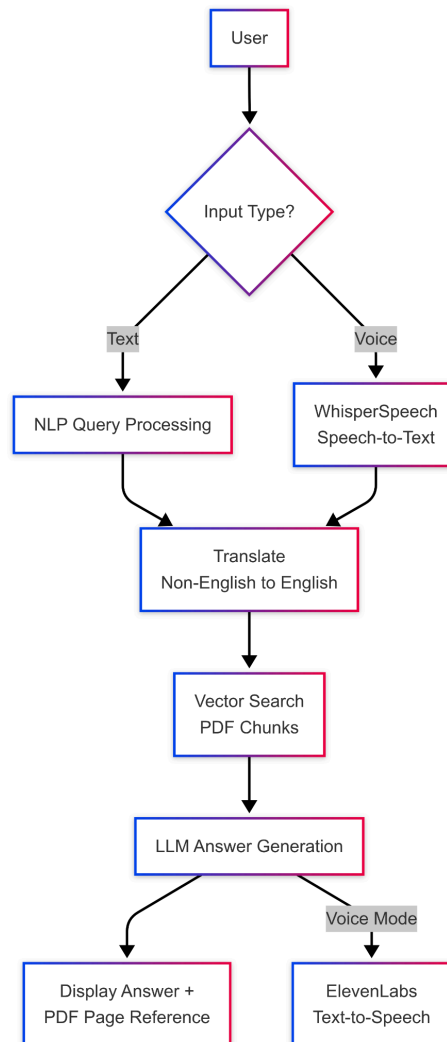 User
Input Type?
Text
Voice
NLP Query Processing
WhisperSpeech
Speech-to-Text
Translate
Non-English to English
Vector Search
PDF Chunks
LLM Answer Generation
Voice Mode
Display Answer +
PDF Page Reference
ElevenLabs
Text-to-Speech